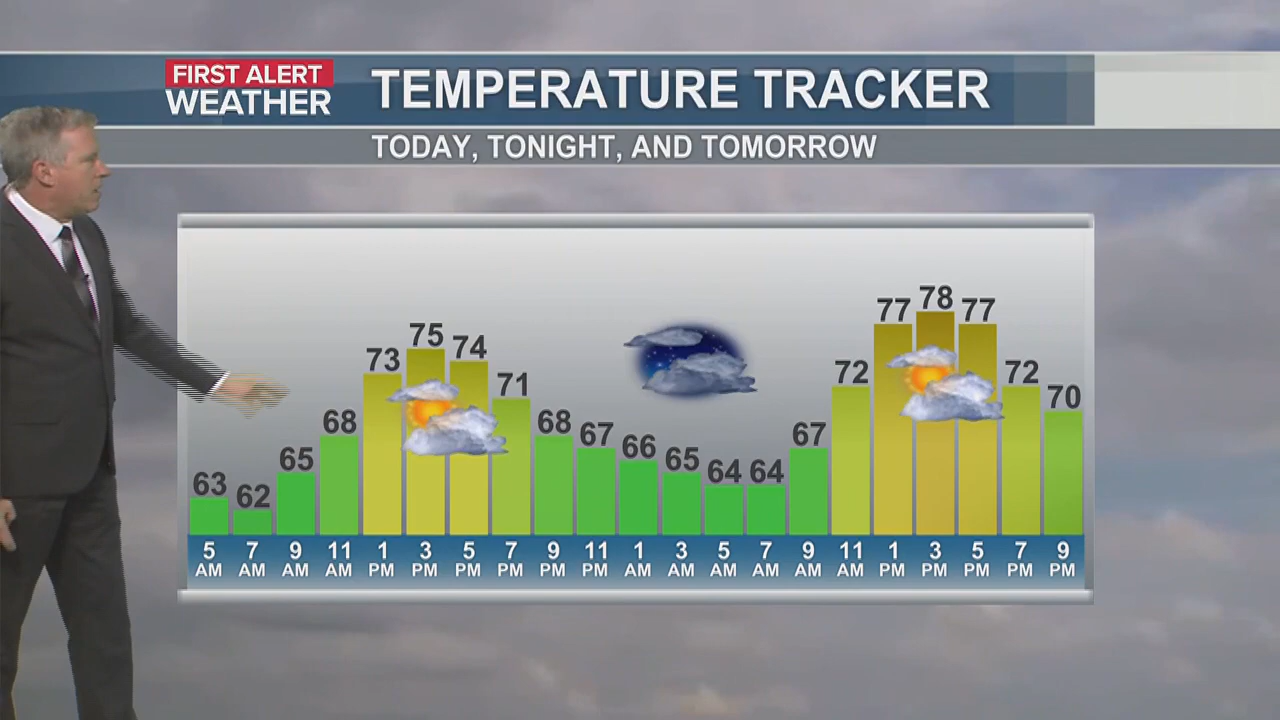 FIRST ALERT
WEATHER
TEMPERATURE TRACKER
TODAY, TONIGHT, AND TOMORROW
63 62 65 68 73 75 74 71 68 67 66 65 64 64 67 72 77 78 77 72 70
5 7 9 11 1 3 5 7 9 11 1 3 5 7 9 11 1 3 5 7 9
AM AM AM AM PM PM PM PM PM PM AM AM AM AM AM AM PM PM PM PM PM